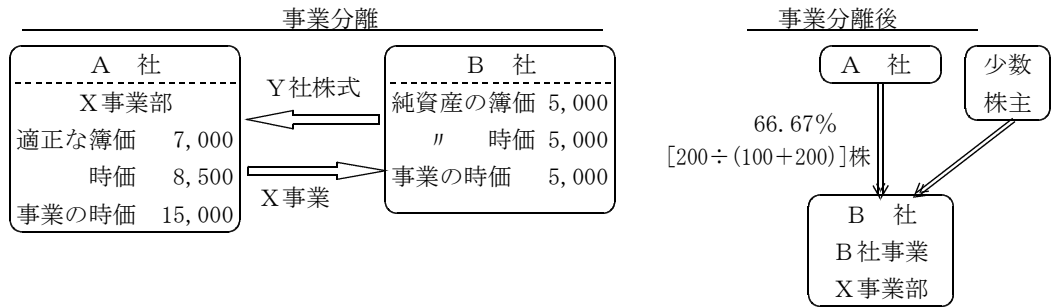 事業分離
A 社
X事業部
適正な簿価 7,000
時価 8,500
事業の時価 15,000
Y社株式
X事業
B 社
純資産の簿価 5,000
〃 時価 5,000
事業の時価 5,000
事業分離後
A 社
少数
株主
66.67%
[200÷(100+200)]株
B 社
B社事業
X事業部